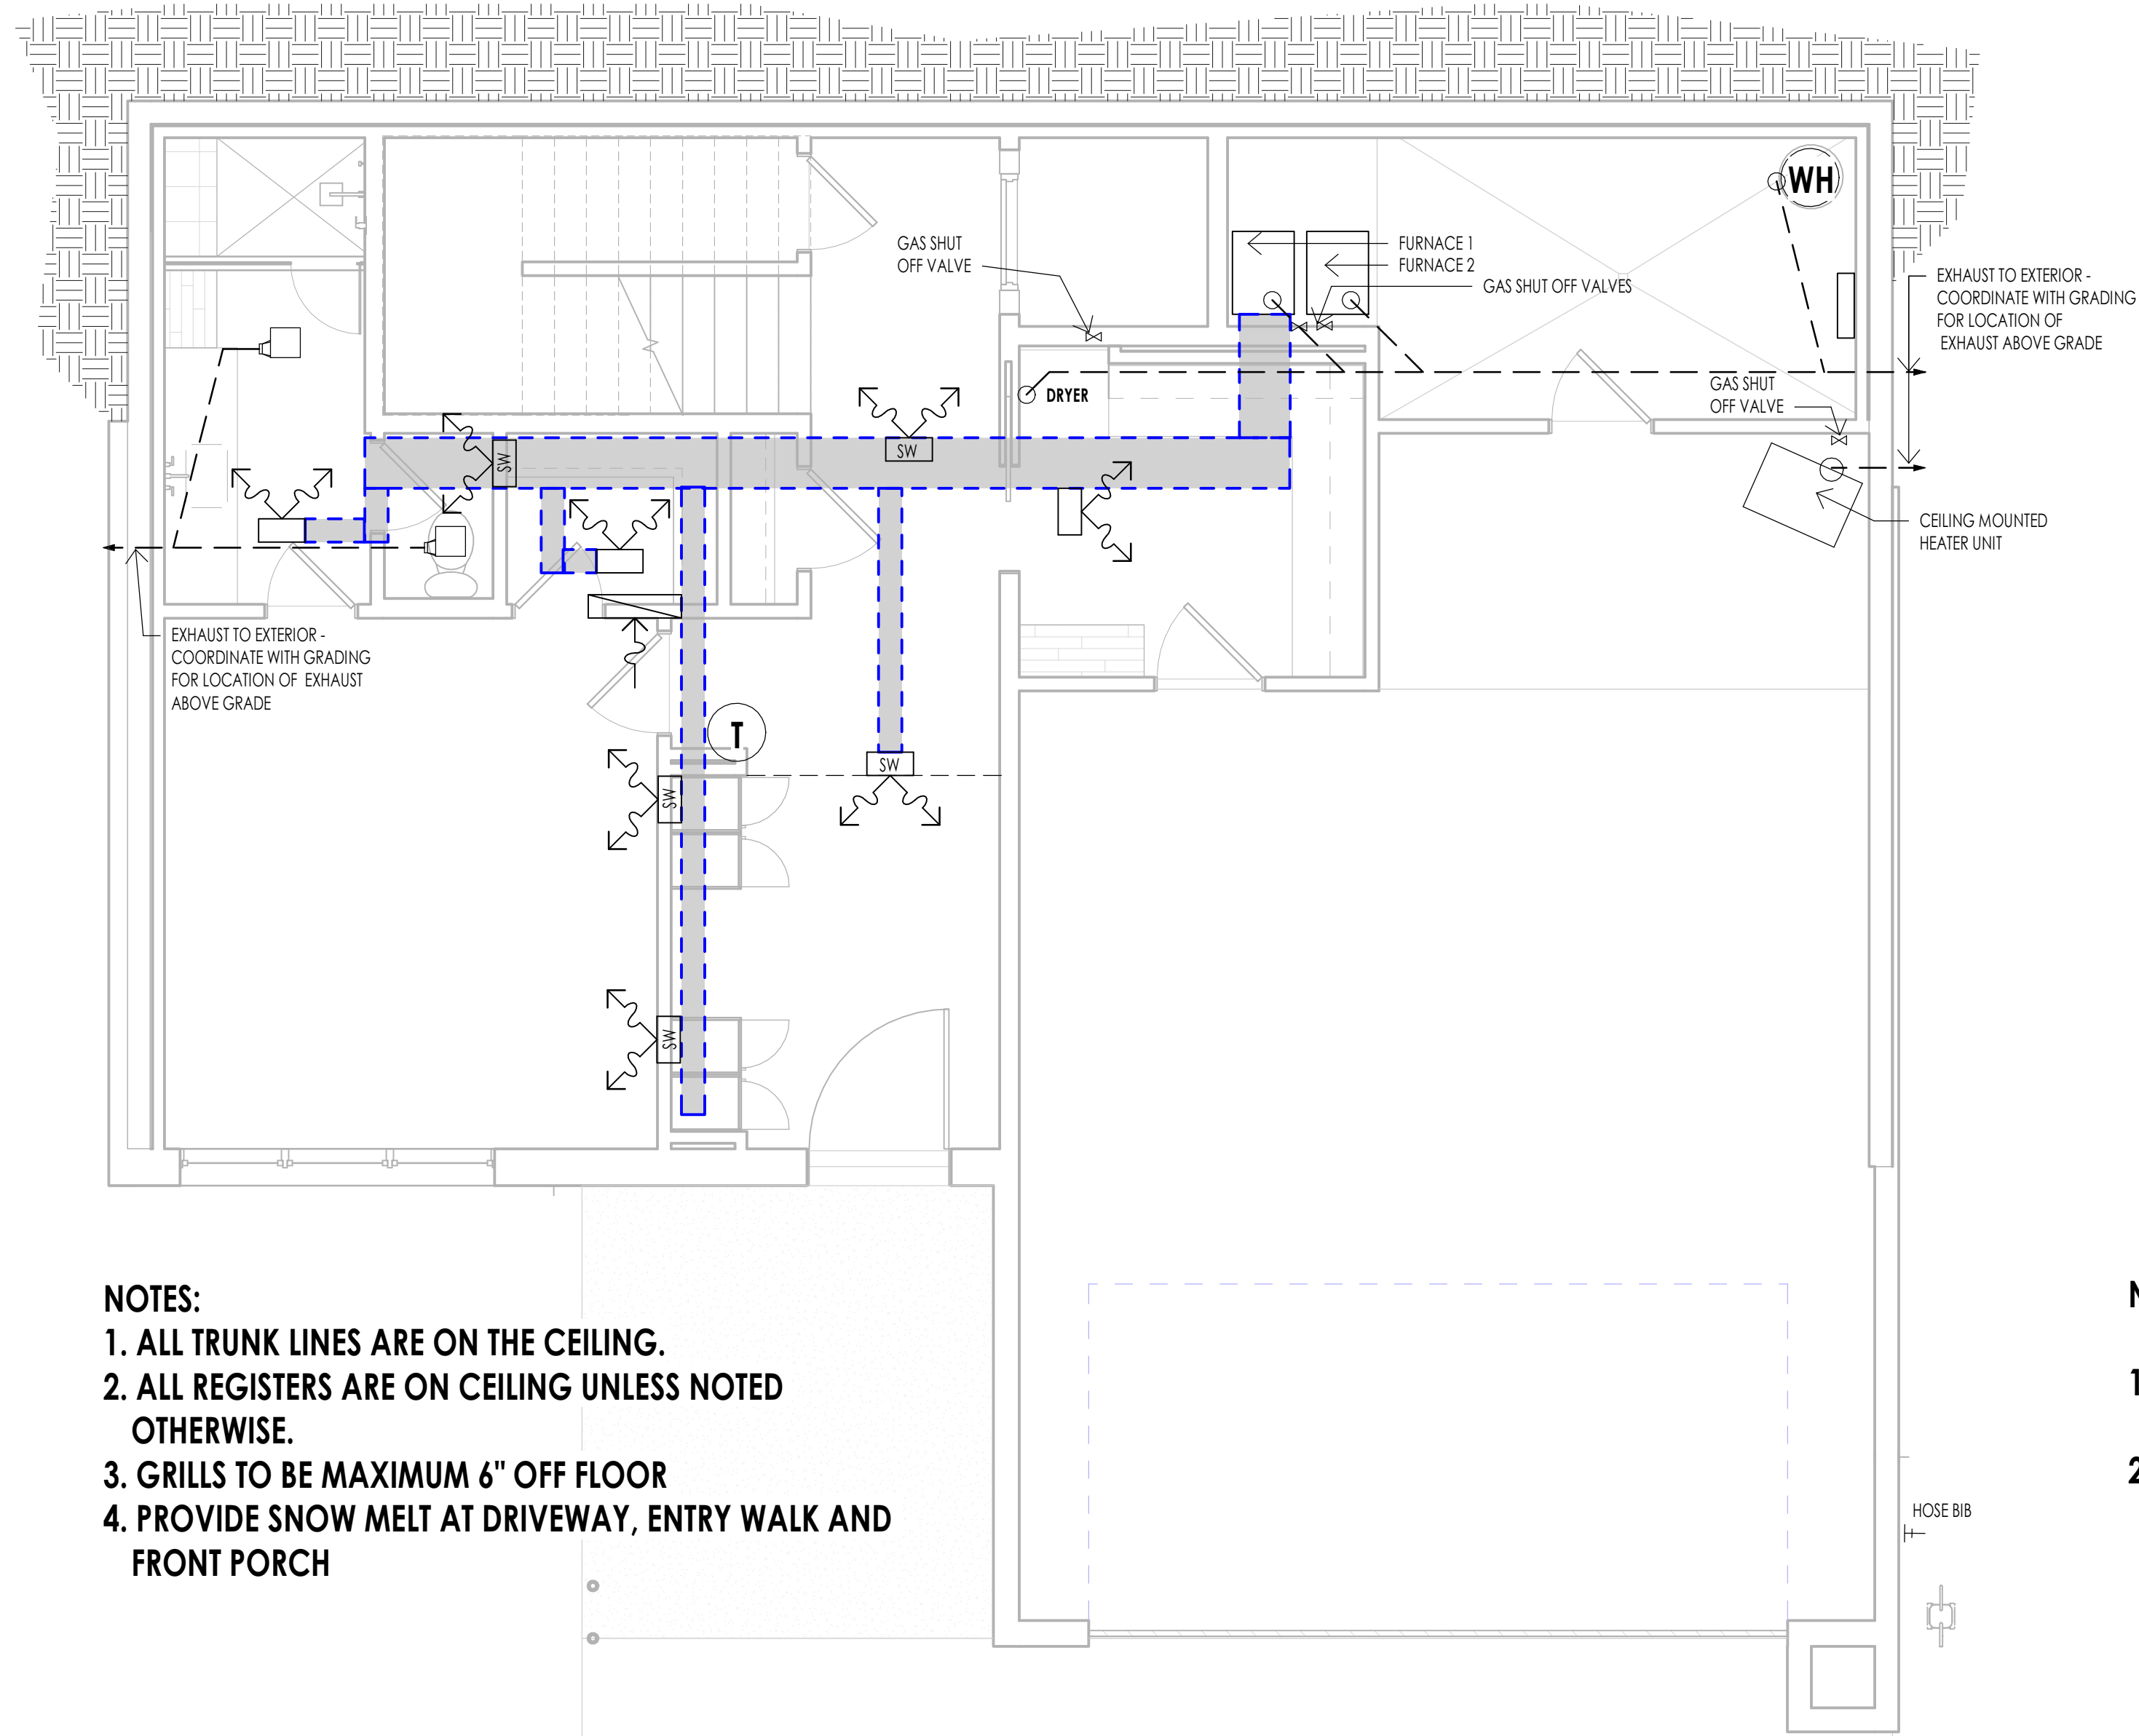 WH
GAS SHUT
OFF VALVE
FURNACE 1
FURNACE 2
GAS SHUT OFF VALVES
EXHAUST TO EXTERIOR -
COORDINATE WITH GRADING
FOR LOCATION OF
EXHAUST ABOVE GRADE
DRYER
GAS SHUT
OFF VALVE
SW
SW
CEILING MOUNTED
HEATER UNIT
EXHAUST TO EXTERIOR -
COORDINATE WITH GRADING
FOR LOCATION OF EXHAUST
ABOVE GRADE
T
SW
SW
SW
NOTES:
1. ALL TRUNK LINES ARE ON THE CEILING.
2. ALL REGISTERS ARE ON CEILING UNLESS NOTED
OTHERWISE.
3. GRILLS TO BE MAXIMUM 6" OFF FLOOR
4. PROVIDE SNOW MELT AT DRIVEWAY, ENTRY WALK AND
FRONT PORCH
HOSE BIB